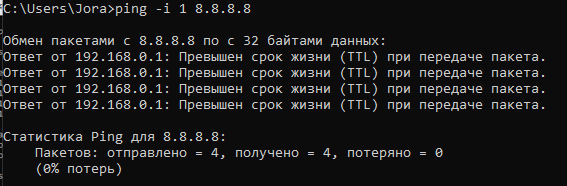 C:\Users\Jora>ping -i 1 8.8.8.8
Обмен пакетами с 8.8.8.8 по с 32 байтами данных:
Ответ от 192.168.0.1: Превышен срок жизни (TTL) при передаче пакета.
Ответ от 192.168.0.1: Превышен срок жизни (TTL) при передаче пакета.
Ответ от 192.168.0.1: Превышен срок жизни (TTL) при передаче пакета.
Ответ от 192.168.0.1: Превышен срок жизни (TTL) при передаче пакета.
Статистика Ping для 8.8.8.8:
Пакетов: отправлено = 4, получено = 4, потеряно = 0
(0% потерь)